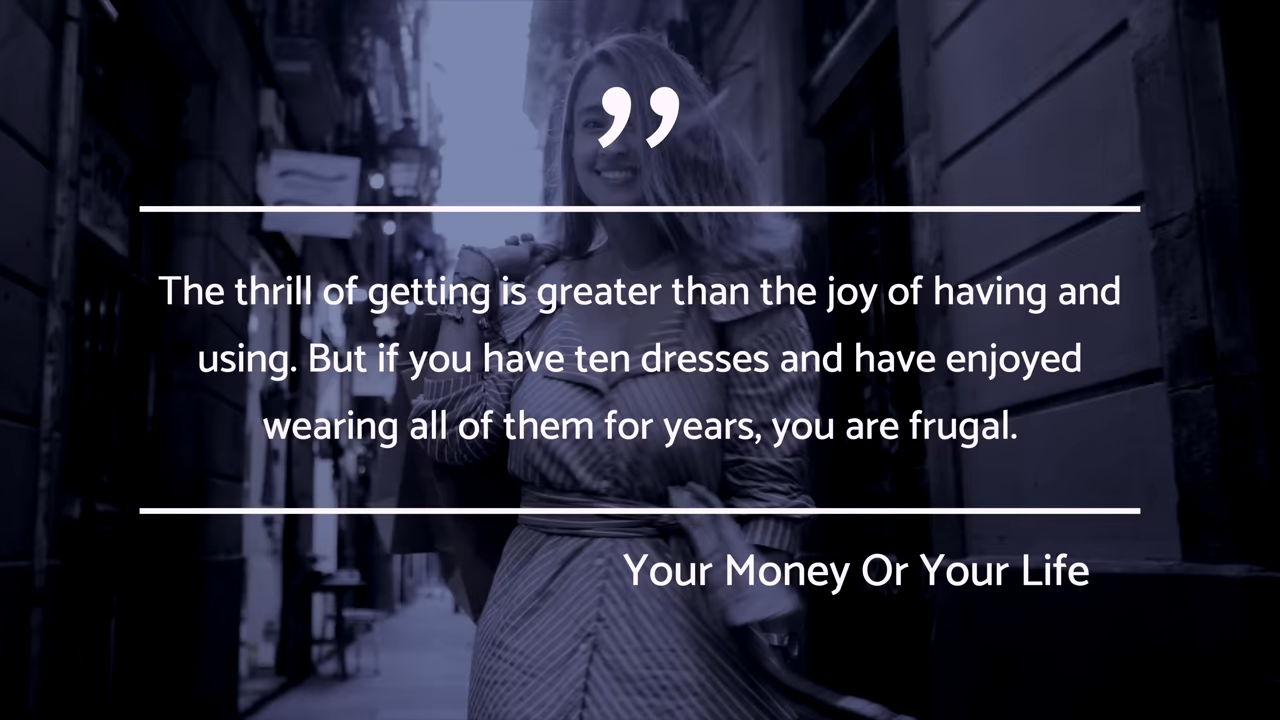 ”
The thrill of getting is greater than the joy of having and
using. But if you have ten dresses and have enjoyed
wearing all of them for years, you are frugal.
Your Money Or Your Life